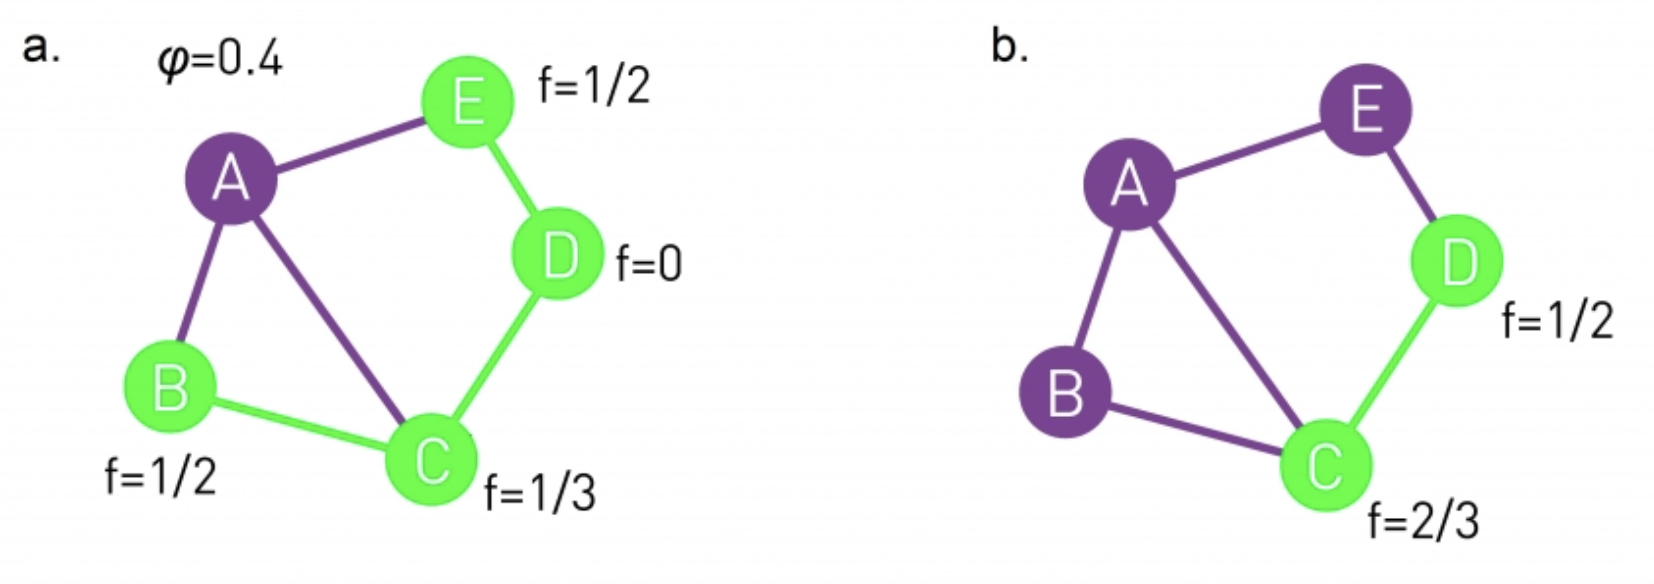 a.
φ=0.4
E
f=1/2
A
D
f=0
B
f=1/2
C
f=1/3
b.
E
A
D
f=1/2
B
C
f=2/3